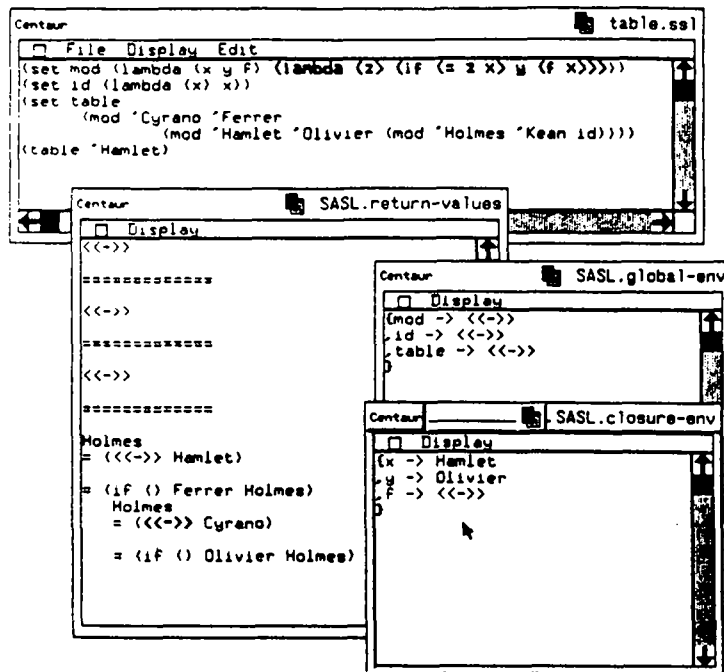 Centaur table.ssl
File Display Edit
(set mod (lambda (x y f) (lambda (z) (if (= z x) y (f x)))))
(set id (lambda (x) x))
(set table
(mod 'Cyrano 'Ferrer
(mod 'Hamlet 'Olivier (mod 'Holmes 'Kean id))))
(table 'Hamlet)
Centaur SASL.return-values
Display
<<->>
=============
<<->>
=============
<<->>
=============
Holmes
= (<<->> Hamlet)
= (if () Ferrer Holmes)
Holmes
= (<<->> Cyrano)
= (if () Olivier Holmes)
Centaur SASL.global-env
Display
{mod -> <<->>
,id -> <<->>
,table -> <<->>
}
Centaur SASL.closure-env
Display
{x -> Hamlet
,y -> Olivier
,f -> <<->>
}